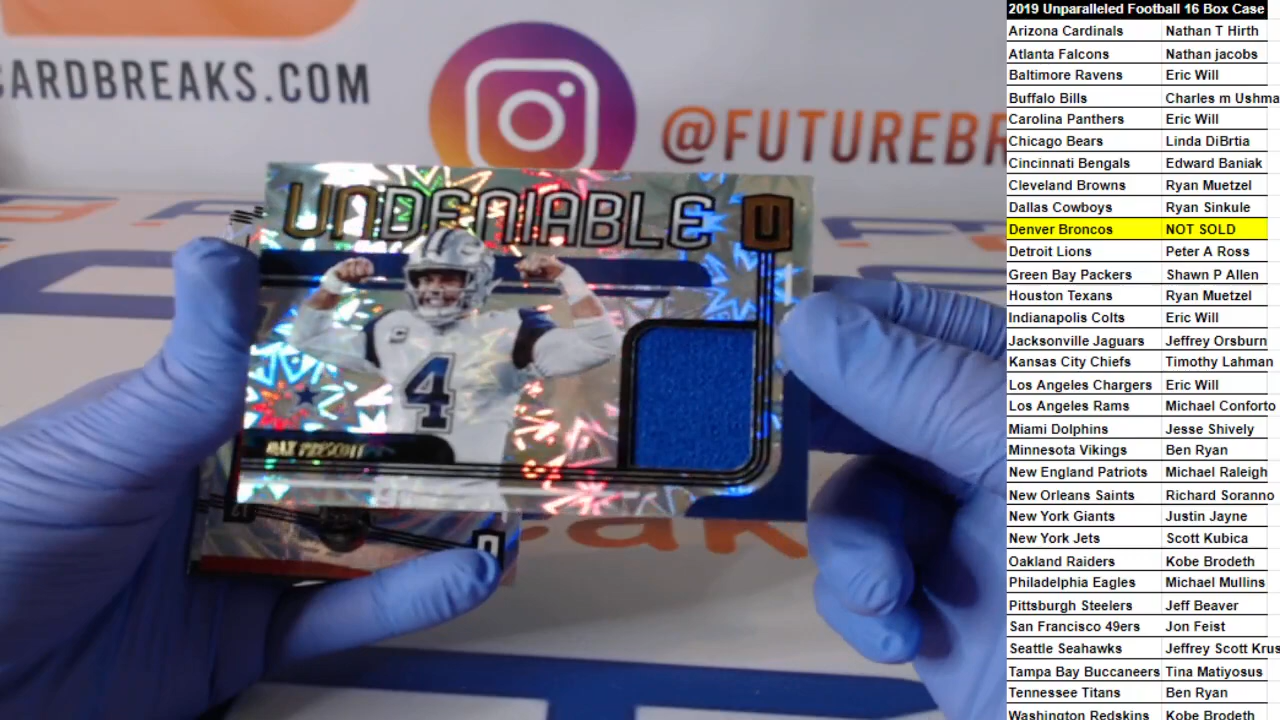 CARDBREAKS.COM
@FUTUREBR
UNDENIABLE U
4
DAK PRESCOTT
2019 Unparalleled Football 16 Box Case
Arizona Cardinals Nathan T Hirth
Atlanta Falcons Nathan jacobs
Baltimore Ravens Eric Will
Buffalo Bills Charles m Ushma
Carolina Panthers Eric Will
Chicago Bears Linda DiBrtia
Cincinnati Bengals Edward Baniak
Cleveland Browns Ryan Muetzel
Dallas Cowboys Ryan Sinkule
Denver Broncos NOT SOLD
Detroit Lions Peter A Ross
Green Bay Packers Shawn P Allen
Houston Texans Ryan Muetzel
Indianapolis Colts Eric Will
Jacksonville Jaguars Jeffrey Orsburn
Kansas City Chiefs Timothy Lahman
Los Angeles Chargers Eric Will
Los Angeles Rams Michael Conforto
Miami Dolphins Jesse Shively
Minnesota Vikings Ben Ryan
New England Patriots Michael Raleigh
New Orleans Saints Richard Soranno
New York Giants Justin Jayne
New York Jets Scott Kubica
Oakland Raiders Kobe Brodeth
Philadelphia Eagles Michael Mullins
Pittsburgh Steelers Jeff Beaver
San Francisco 49ers Jon Feist
Seattle Seahawks Jeffrey Scott Krus
Tampa Bay Buccaneers Tina Matiyosus
Tennessee Titans Ben Ryan
Washington Redskins Kobe Brodeth